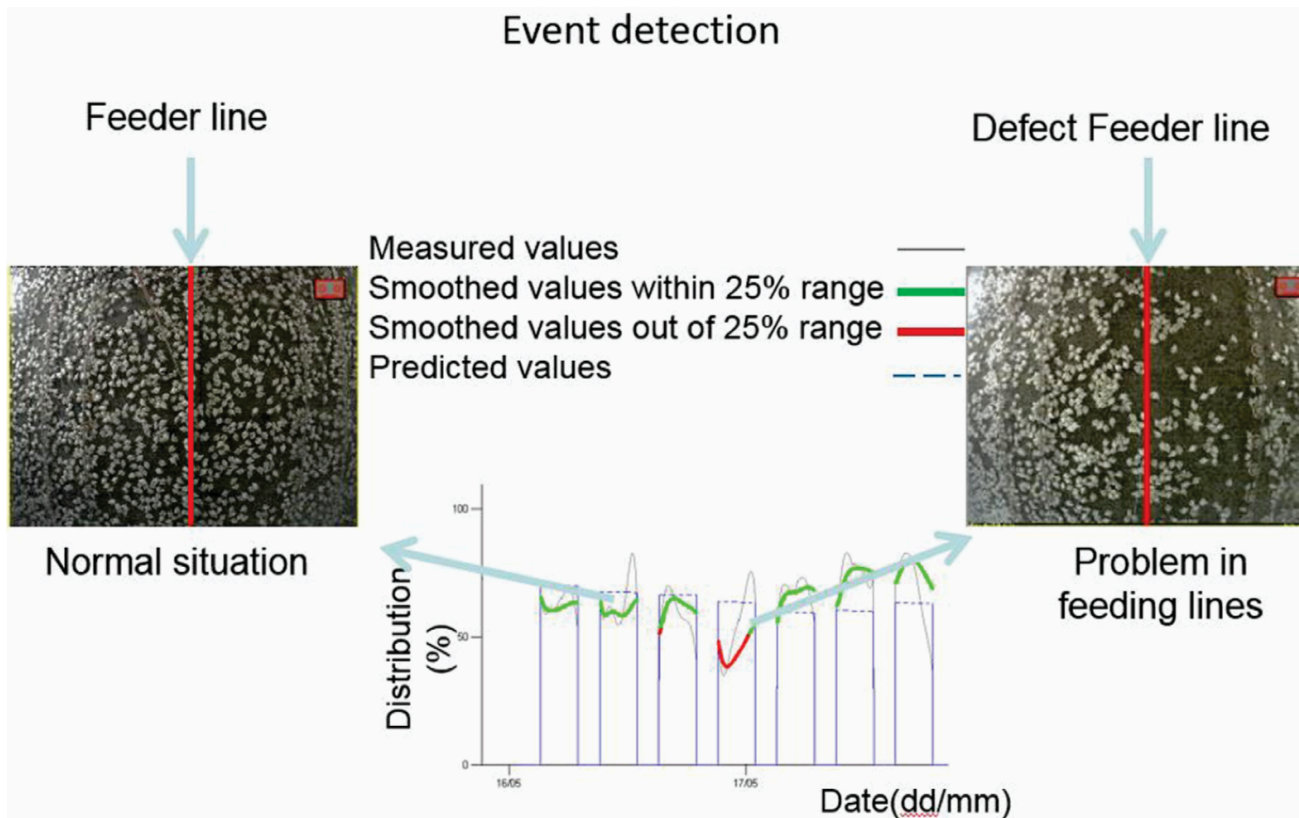 Event detection
Feeder line
Defect Feeder line
Measured values
Smoothed values within 25% range
Smoothed values out of 25% range
Predicted values
Normal situation
Problem in
feeding lines
Distribution
(%)
100
50
0
16/05
17/05
Date(dd/mm)